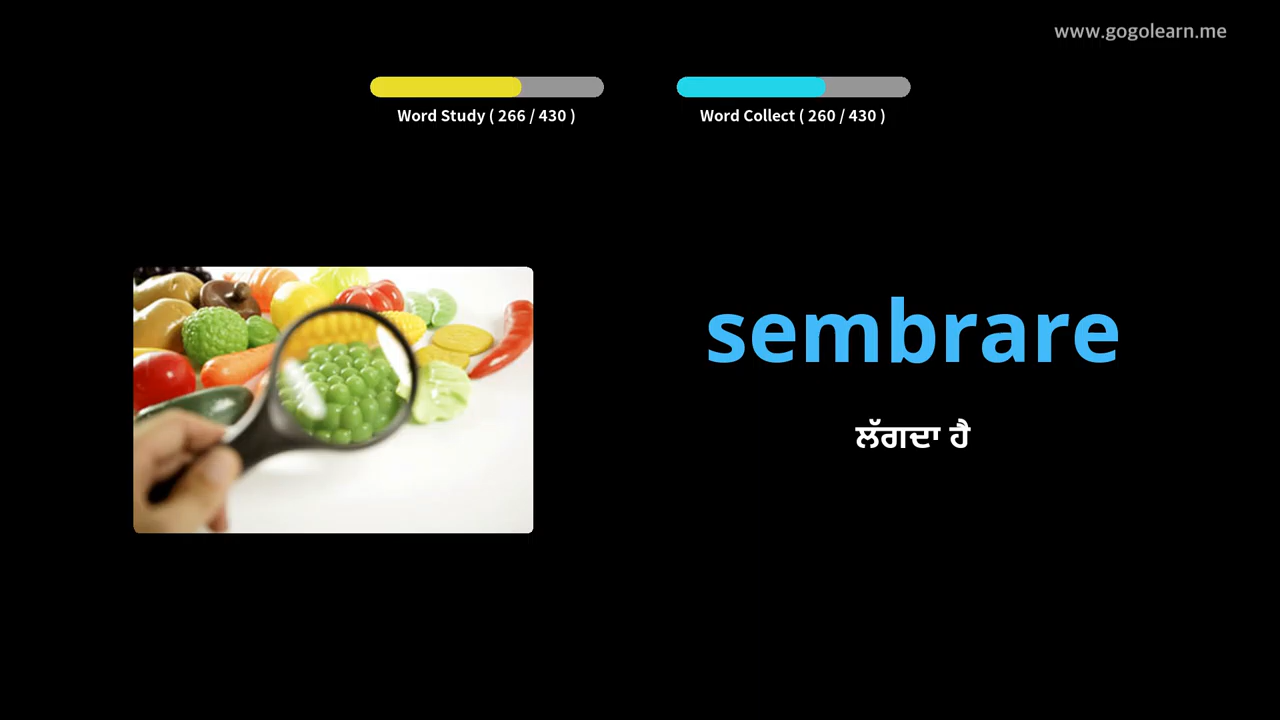 www.gogolearn.me
Word Study ( 266 / 430 )
Word Collect ( 260 / 430 )
sembrare
ਲੱਗਦਾ ਹੈ